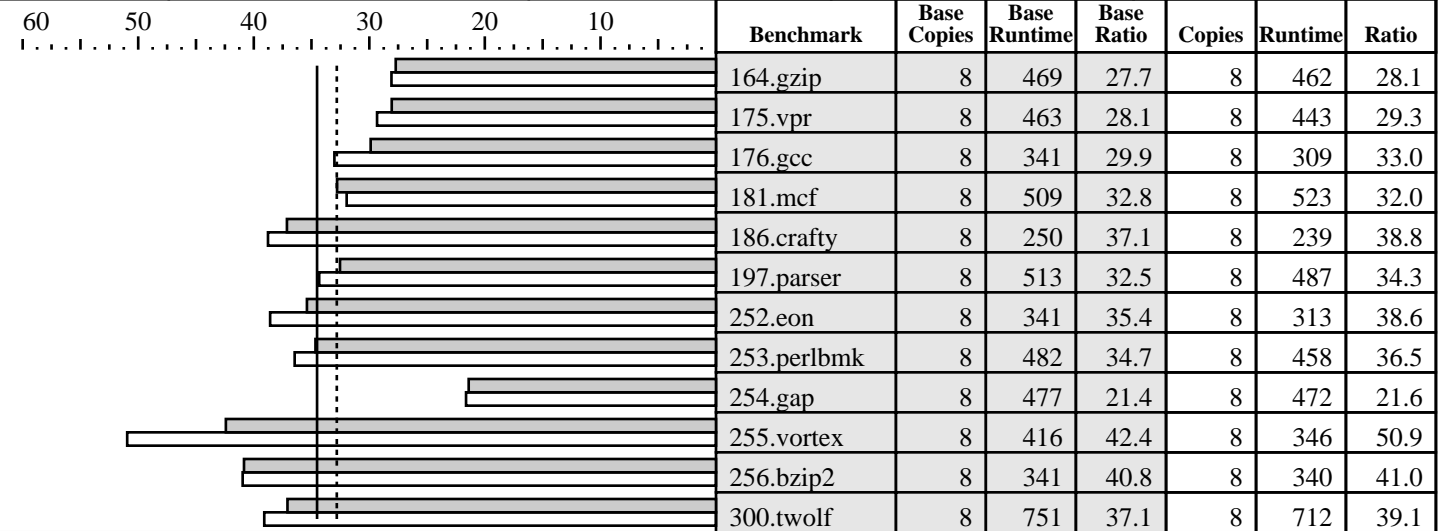 60 50 40 30 20 10
Benchmark Base Copies Base Runtime Base Ratio Copies Runtime Ratio
164.gzip 8 469 27.7 8 462 28.1
175.vpr 8 463 28.1 8 443 29.3
176.gcc 8 341 29.9 8 309 33.0
181.mcf 8 509 32.8 8 523 32.0
186.crafty 8 250 37.1 8 239 38.8
197.parser 8 513 32.5 8 487 34.3
252.eon 8 341 35.4 8 313 38.6
253.perlbmk 8 482 34.7 8 458 36.5
254.gap 8 477 21.4 8 472 21.6
255.vortex 8 416 42.4 8 346 50.9
256.bzip2 8 341 40.8 8 340 41.0
300.twolf 8 751 37.1 8 712 39.1